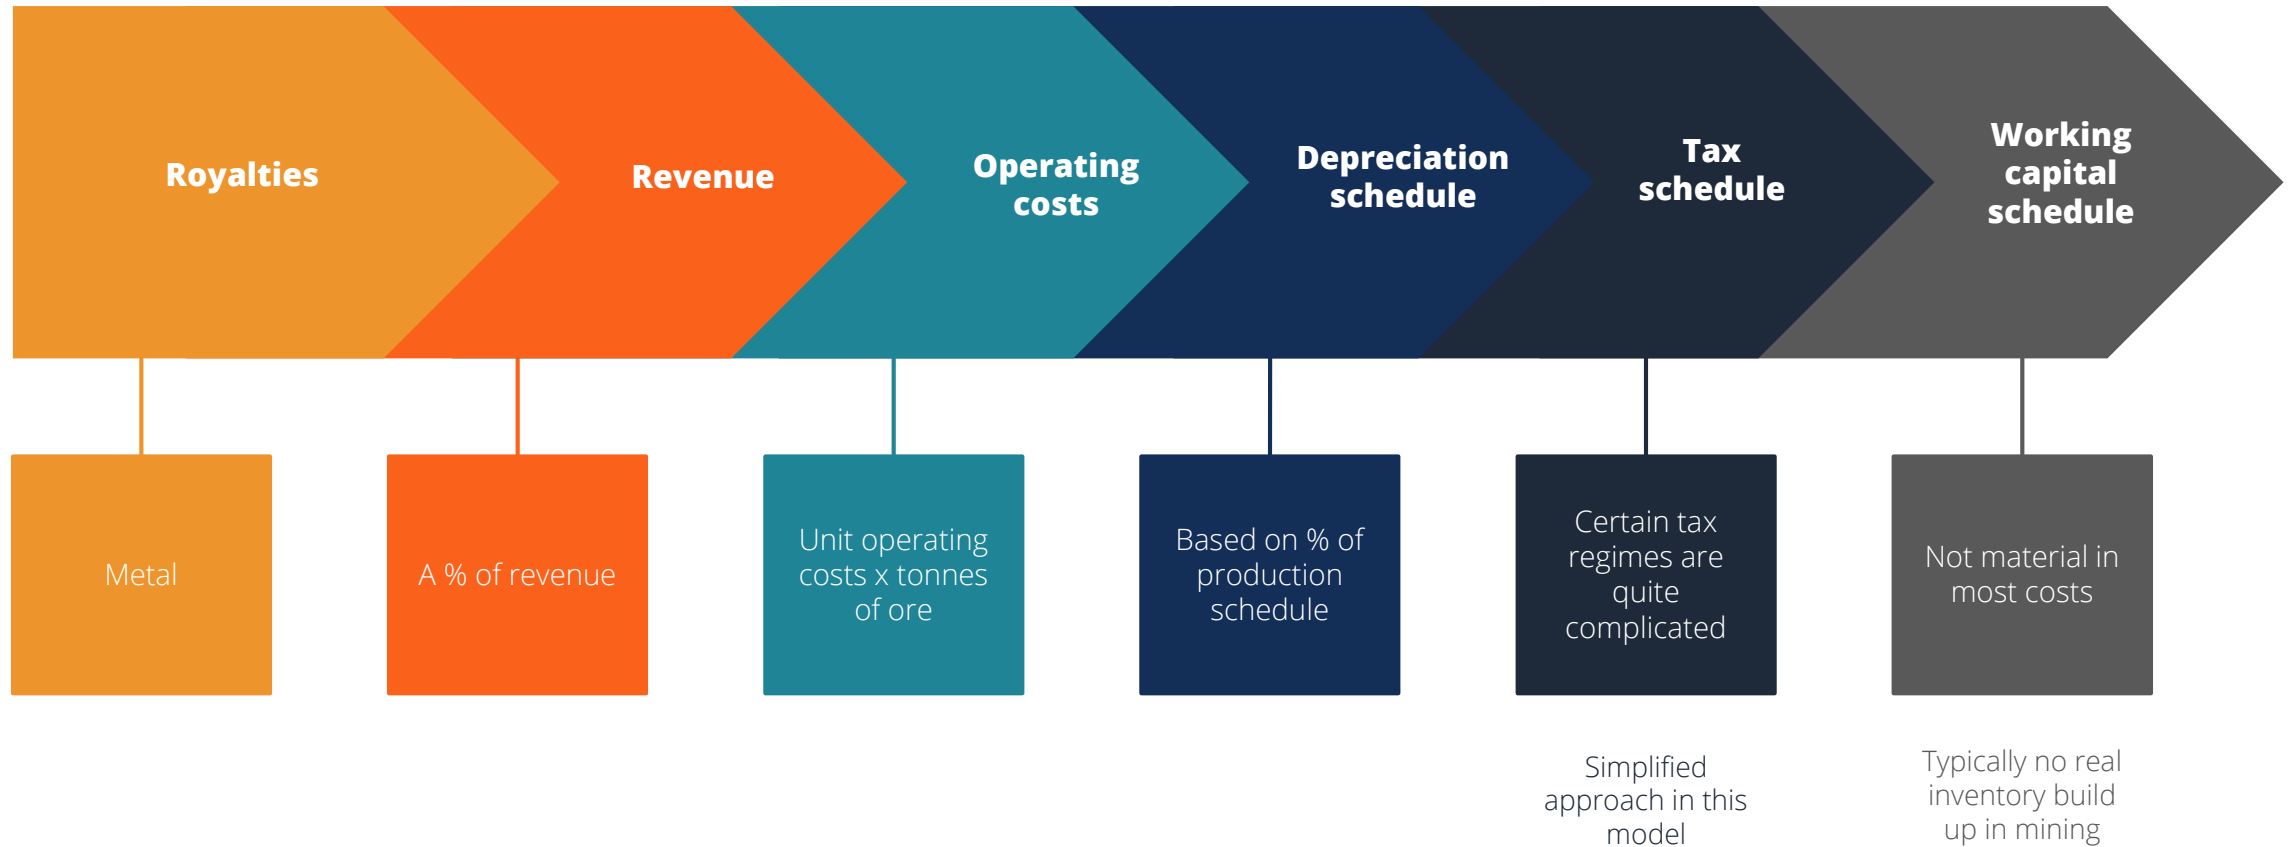 Royalties
Revenue
Operating
costs
Depreciation
schedule
Tax
schedule
Working
capital
schedule
Metal
A % of revenue
Unit operating
costs x tonnes
of ore
Based on % of
production
schedule
Certain tax
regimes are
quite
complicated
Not material in
most costs
Simplified
approach in this
model
Typically no real
inventory build
up in mining